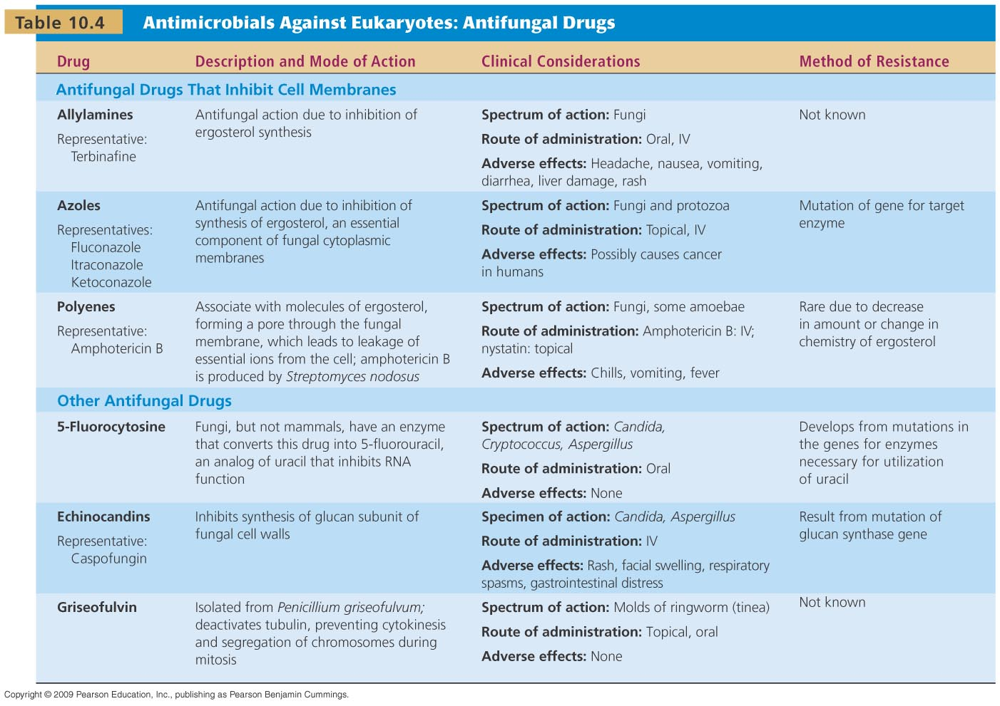 Table 10.4
Antimicrobials Against Eukaryotes: Antifungal Drugs
Drug
Description and Mode of Action
Clinical Considerations
Method of Resistance
Antifungal Drugs That Inhibit Cell Membranes
Allylamines
Representative:
Terbinafine
Antifungal action due to inhibition of
ergosterol synthesis
Spectrum of action: Fungi
Route of administration: Oral, IV
Adverse effects: Headache, nausea, vomiting,
diarrhea, liver damage, rash
Not known
Azoles
Representatives:
Fluconazole
Itraconazole
Ketoconazole
Antifungal action due to inhibition of
synthesis of ergosterol, an essential
component of fungal cytoplasmic
membranes
Spectrum of action: Fungi and protozoa
Route of administration: Topical, IV
Adverse effects: Possibly causes cancer
in humans
Mutation of gene for target
enzyme
Polyenes
Representative:
Amphotericin B
Associate with molecules of ergosterol,
forming a pore through the fungal
membrane, which leads to leakage of
essential ions from the cell; amphotericin B
is produced by Streptomyces nodosus
Spectrum of action: Fungi, some amoebae
Route of administration: Amphotericin B: IV;
nystatin: topical
Adverse effects: Chills, vomiting, fever
Rare due to decrease
in amount or change in
chemistry of ergosterol
Other Antifungal Drugs
5-Fluorocytosine
Fungi, but not mammals, have an enzyme
that converts this drug into 5-fluorouracil,
an analog of uracil that inhibits RNA
function
Spectrum of action: Candida,
Cryptococcus, Aspergillus
Route of administration: Oral
Adverse effects: None
Develops from mutations in
the genes for enzymes
necessary for utilization
of uracil
Echinocandins
Representative:
Caspofungin
Inhibits synthesis of glucan subunit of
fungal cell walls
Specimen of action: Candida, Aspergillus
Route of administration: IV
Adverse effects: Rash, facial swelling, respiratory
spasms, gastrointestinal distress
Result from mutation of
glucan synthase gene
Griseofulvin
Isolated from Penicillium griseofulvum;
deactivates tubulin, preventing cytokinesis
and segregation of chromosomes during
mitosis
Spectrum of action: Molds of ringworm (tinea)
Route of administration: Topical, oral
Adverse effects: None
Not known
Copyright © 2009 Pearson Education, Inc., publishing as Pearson Benjamin Cummings.